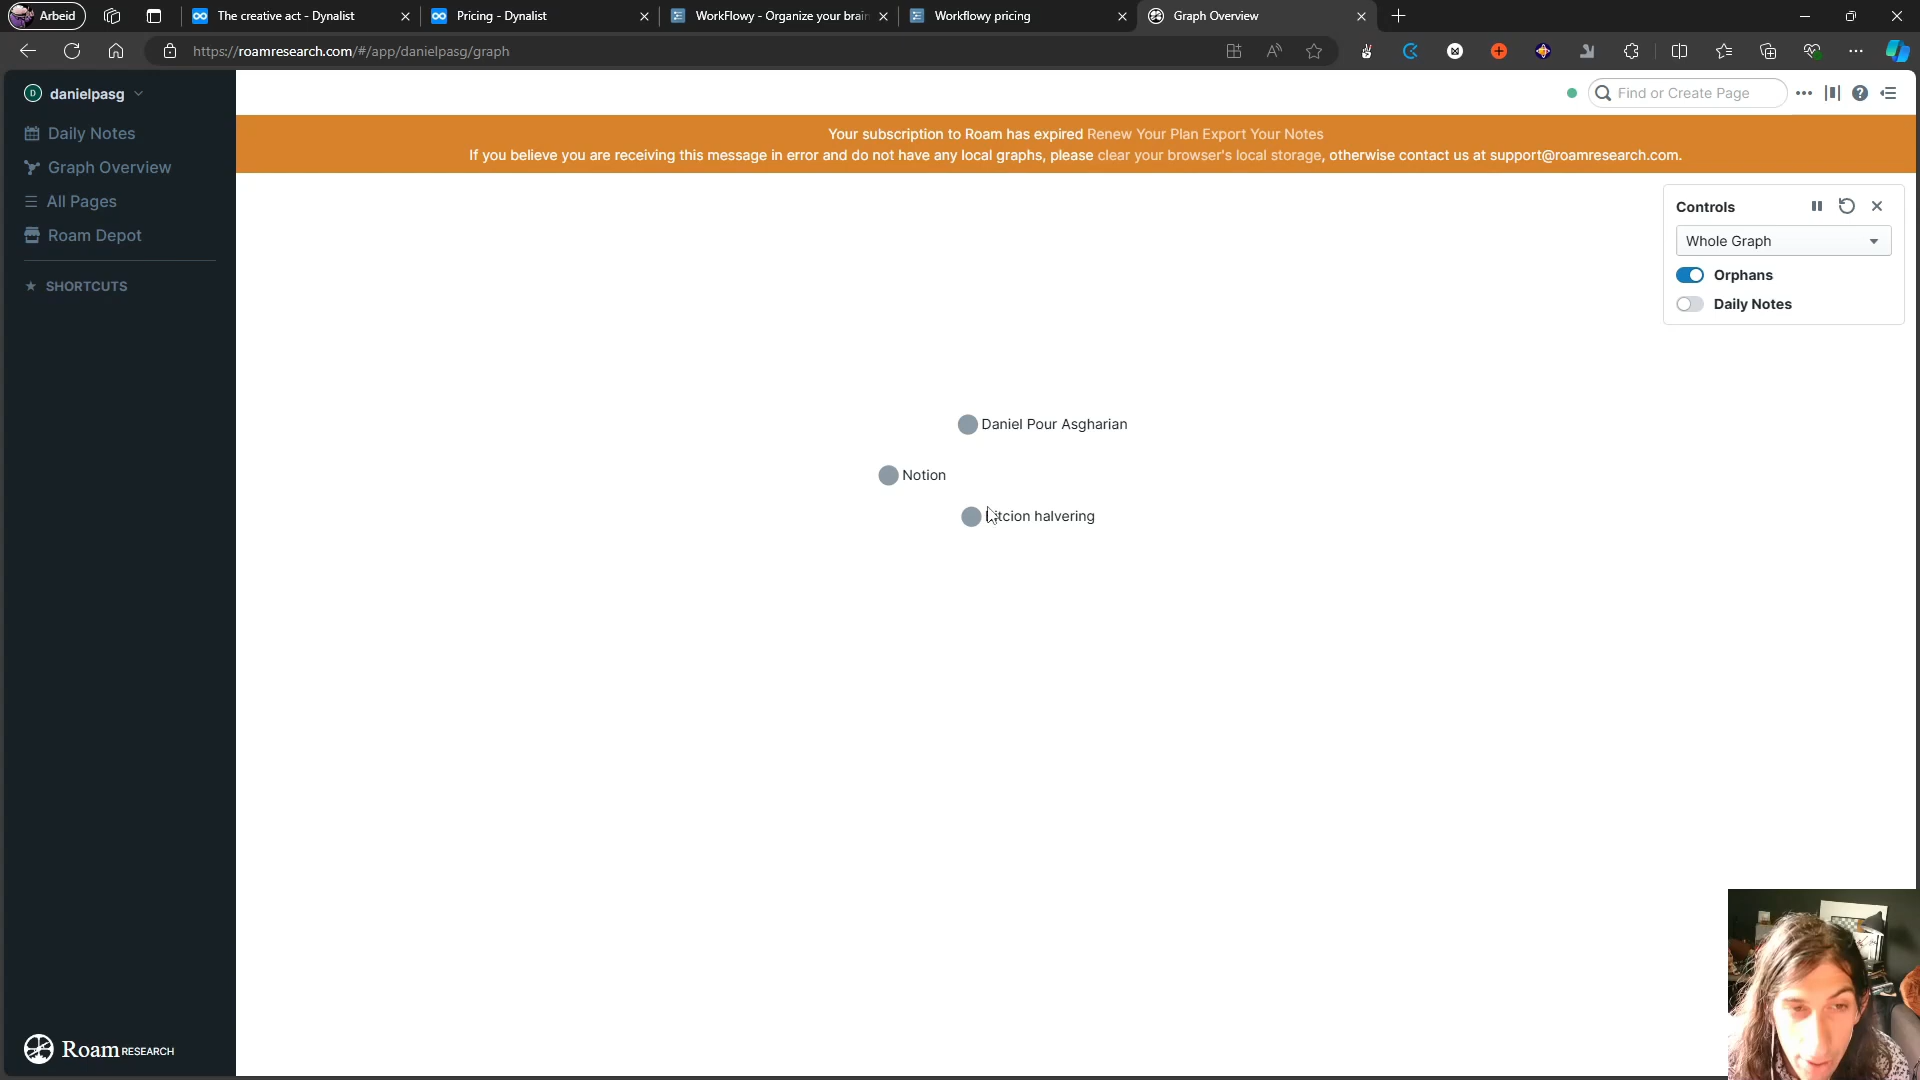 Arbeid
The creative act - Dynalist
Pricing - Dynalist
WorkFlowy - Organize your brain
Workflowy pricing
Graph Overview
https://roamresearch.com/#/app/danielpasg/graph
D danielpasg
Find or Create Page
Daily Notes
Graph Overview
All Pages
Roam Depot
SHORTCUTS
Your subscription to Roam has expired Renew Your Plan Export Your Notes
If you believe you are receiving this message in error and do not have any local graphs, please clear your browser's local storage, otherwise contact us at support@roamresearch.com.
Controls
Whole Graph
Orphans
Daily Notes
Daniel Pour Asgharian
Notion
halvering
Roam RESEARCH